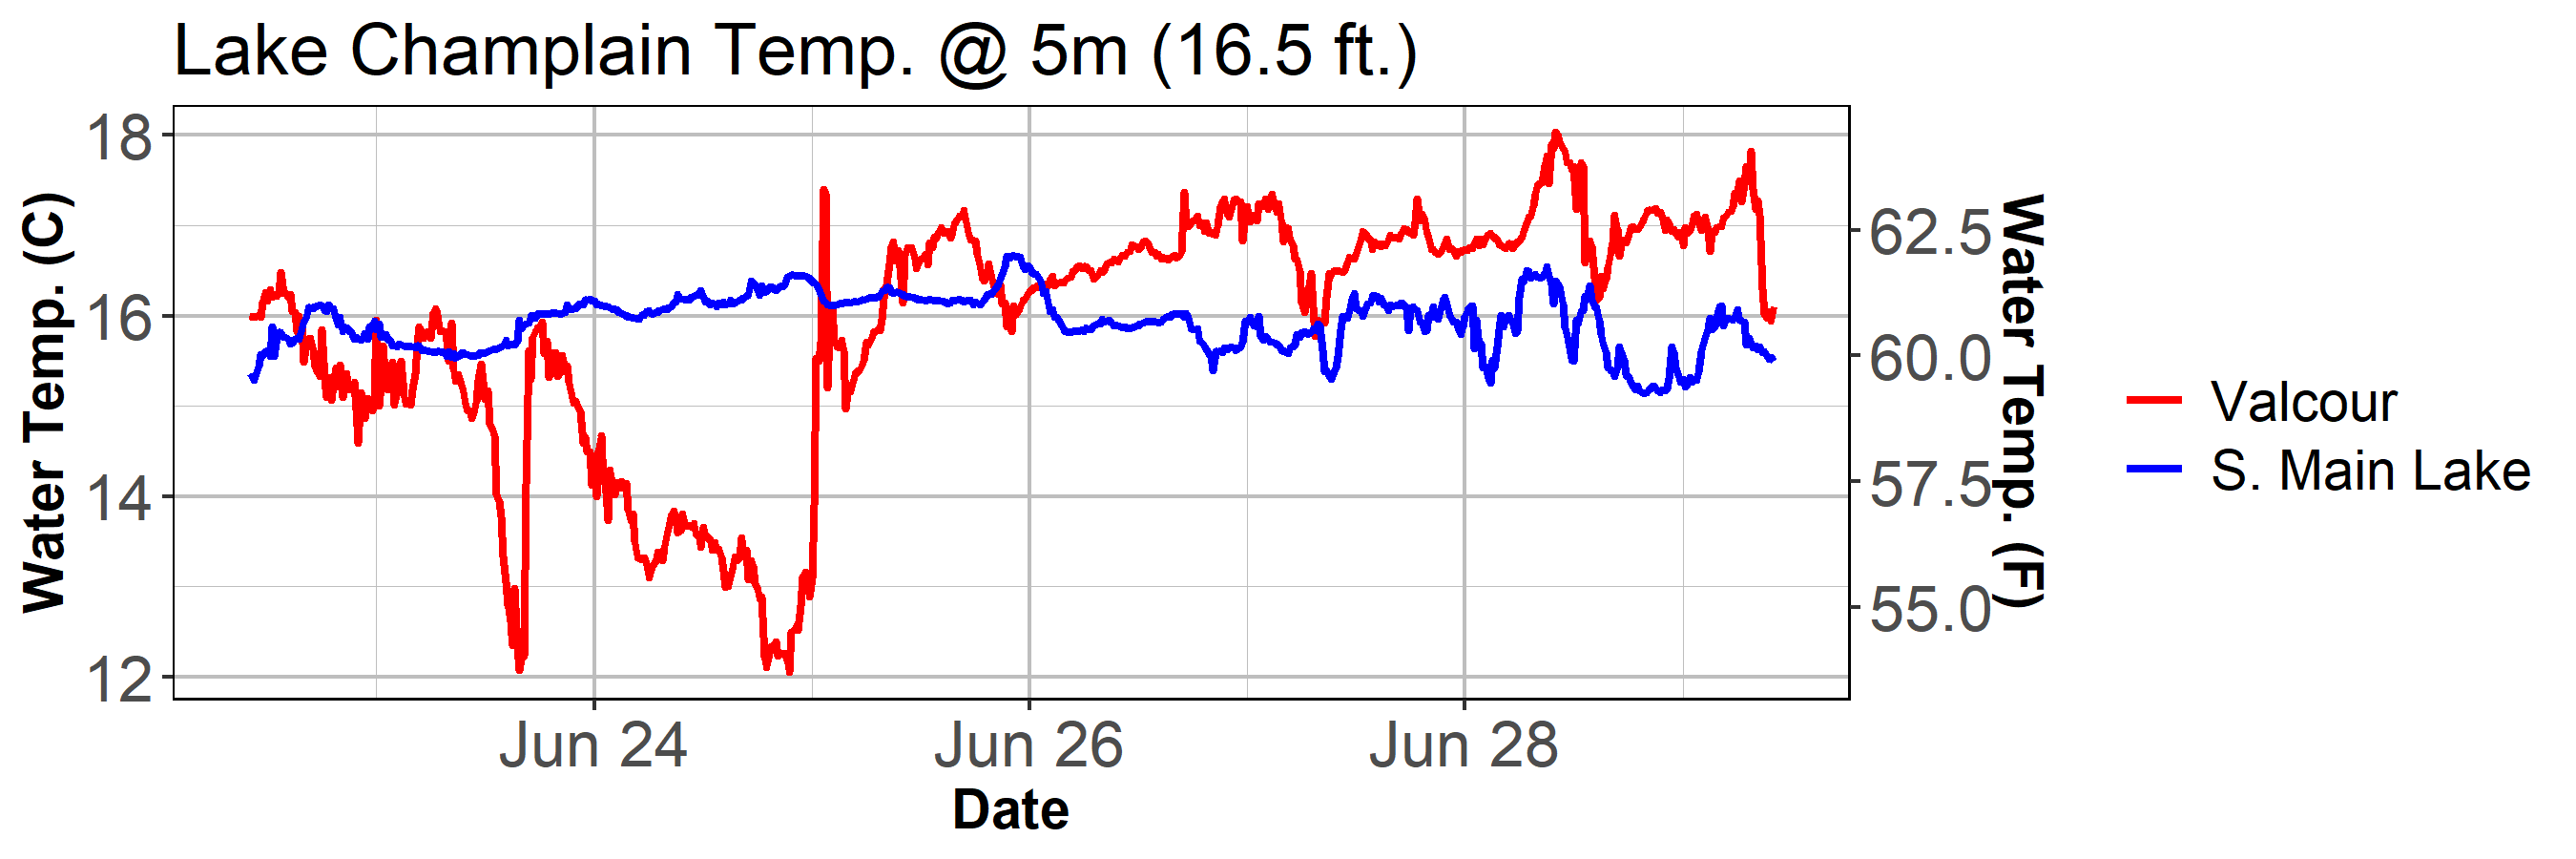 Lake Champlain Temp. @ 5m (16.5 ft.)
Water Temp. (C)
18
16
14
12
62.5
60.0
57.5
55.0
Water Temp. (F)
Jun 24
Jun 26
Jun 28
Date
Valcour
S. Main Lake